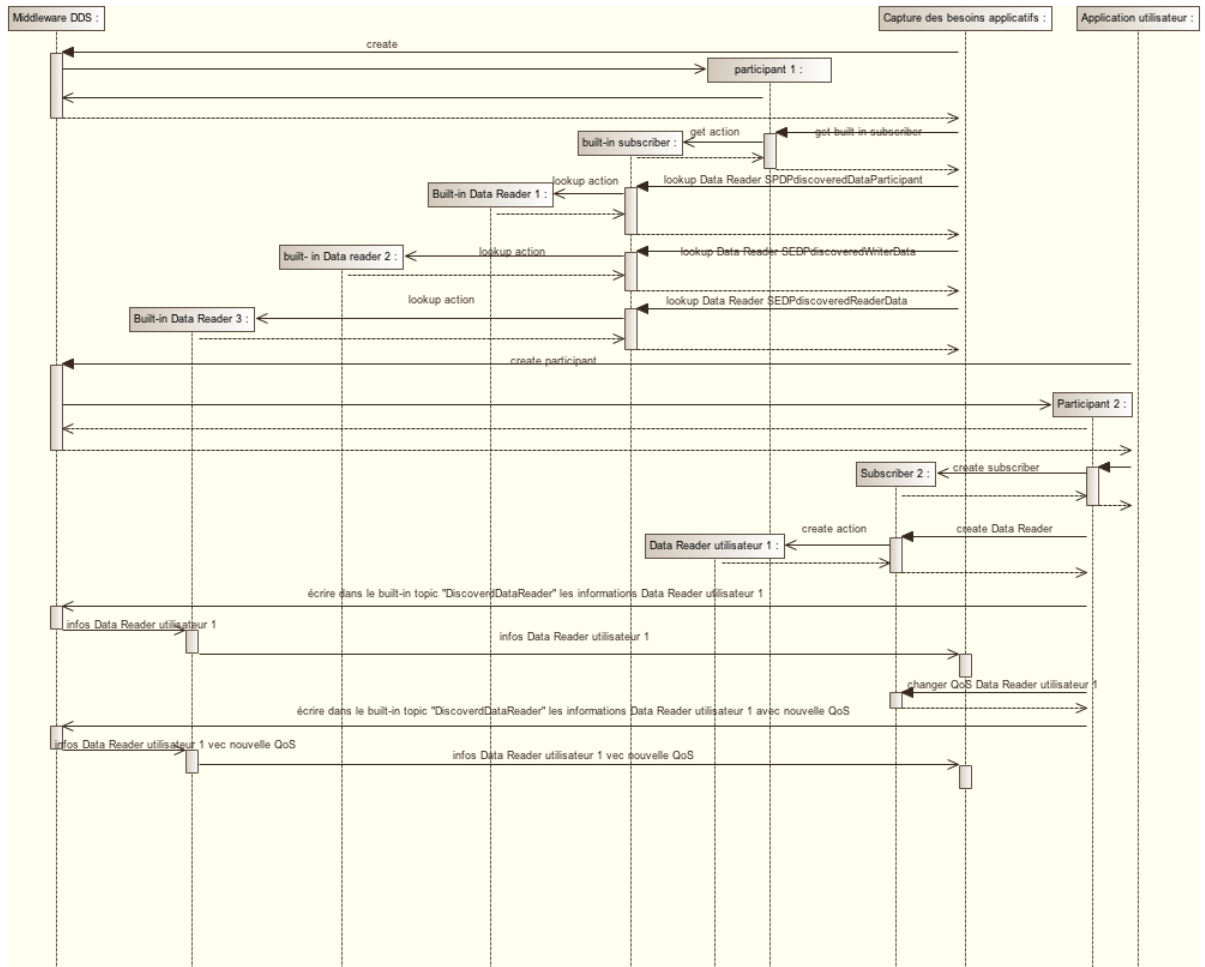 Middleware DDS :
Capture des besoins applicatifs :
Application utilisateur :
create
participant 1 :
get action
get built-in subscriber
built-in subscriber :
lookup action
lookup Data Reader SPDPdiscoveredDataParticipant
Built-in Data Reader 1 :
lookup action
lookup Data Reader SEDPdiscoveredWriterData
built- in Data reader 2 :
lookup action
lookup Data Reader SEDPdiscoveredReaderData
Built-in Data Reader 3 :
create participant
Participant 2 :
create subscriber
Subscriber 2 :
create action
create Data Reader
Data Reader utilisateur 1 :
écrire dans le built-in topic "DiscoverdDataReader" les informations Data Reader utilisateur 1
infos Data Reader utilisateur 1
infos Data Reader utilisateur 1
changer QoS Data Reader utilisateur 1
écrire dans le built-in topic "DiscoverdDataReader" les informations Data Reader utilisateur 1 avec nouvelle QoS
infos Data Reader utilisateur 1 vec nouvelle QoS
infos Data Reader utilisateur 1 vec nouvelle QoS